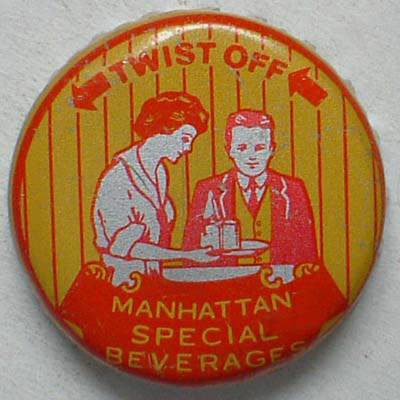 TWIST OFF
MANHATTAN
SPECIAL
BEVERAGES